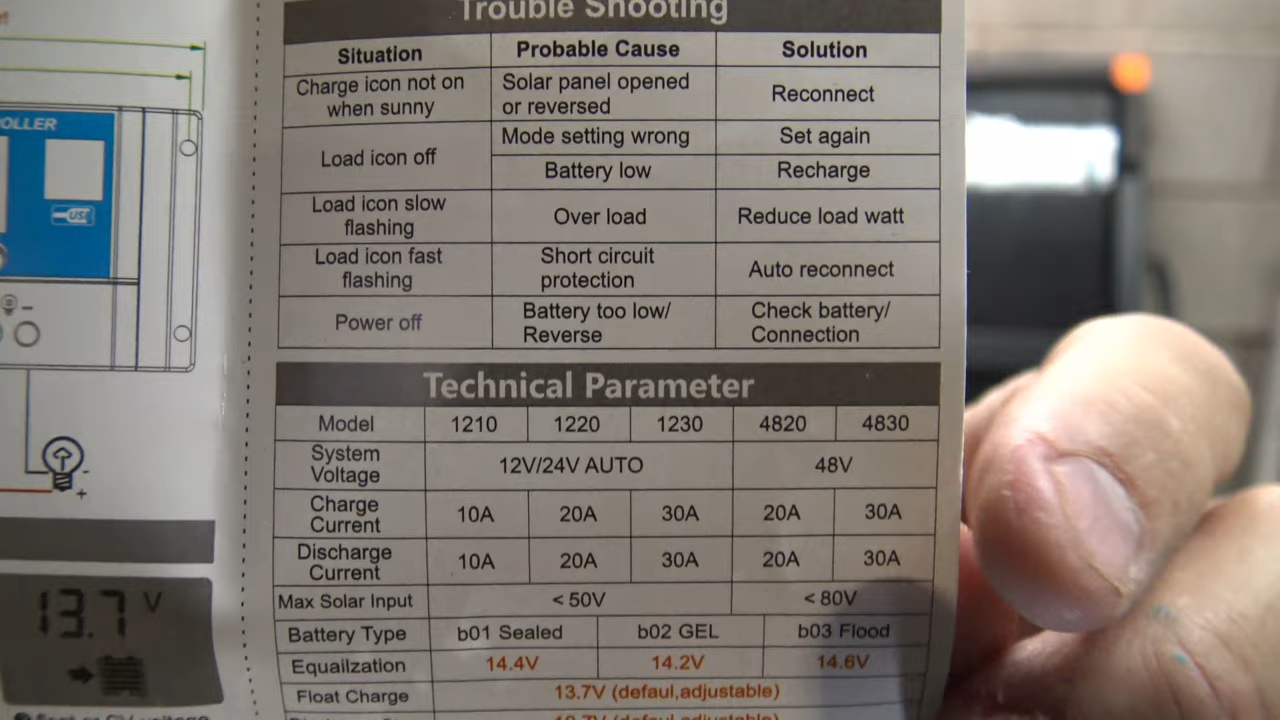 OLLER
USB
13.7 V
Trouble Shooting
Situation Probable Cause Solution
Charge icon not on when sunny Solar panel opened or reversed Reconnect
Load icon off Mode setting wrong Set again
Battery low Recharge
Load icon slow flashing Over load Reduce load watt
Load icon fast flashing Short circuit protection Auto reconnect
Power off Battery too low/ Reverse Check battery/ Connection
Technical Parameter
Model 1210 1220 1230 4820 4830
System Voltage 12V/24V AUTO 48V
Charge Current 10A 20A 30A 20A 30A
Discharge Current 10A 20A 30A 20A 30A
Max Solar Input < 50V < 80V
Battery Type b01 Sealed b02 GEL b03 Flood
Equailzation 14.4V 14.2V 14.6V
Float Charge 13.7V (defaul,adjustable)